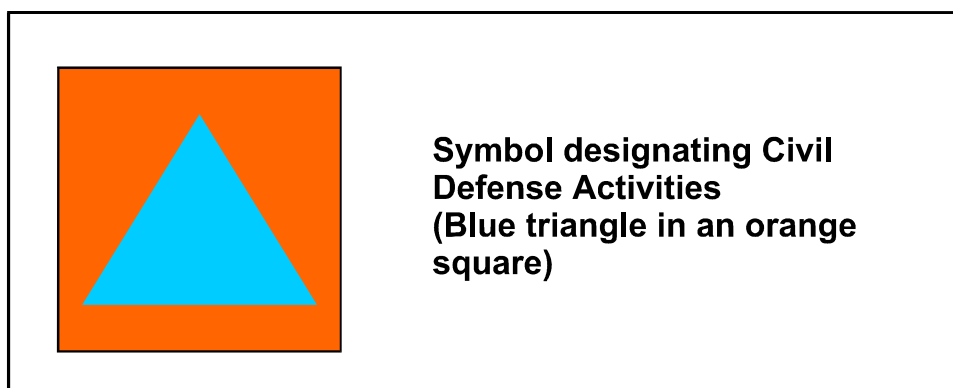 Symbol designating Civil
Defense Activities
(Blue triangle in an orange
square)